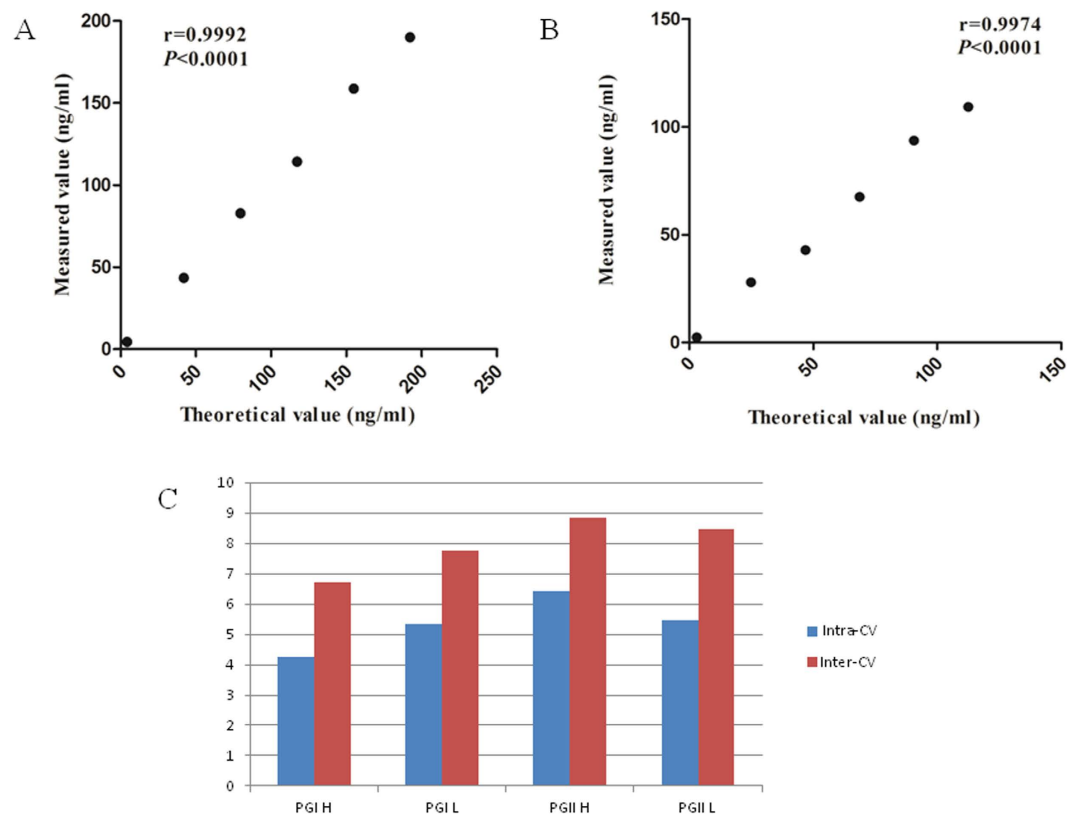 A
r=0.9992
P<0.0001
200
150
100
50
0
Measured value (ng/ml)
0 50 100 150 200 250
Theoretical value (ng/ml)
B
r=0.9974
P<0.0001
150
100
50
0
Measured value (ng/ml)
0 50 100 150
Theoretical value (ng/ml)
C
10
9
8
7
6
5
4
3
2
1
0
PGI H PGI L PGII H PGII L
Intra-CV
Inter-CV